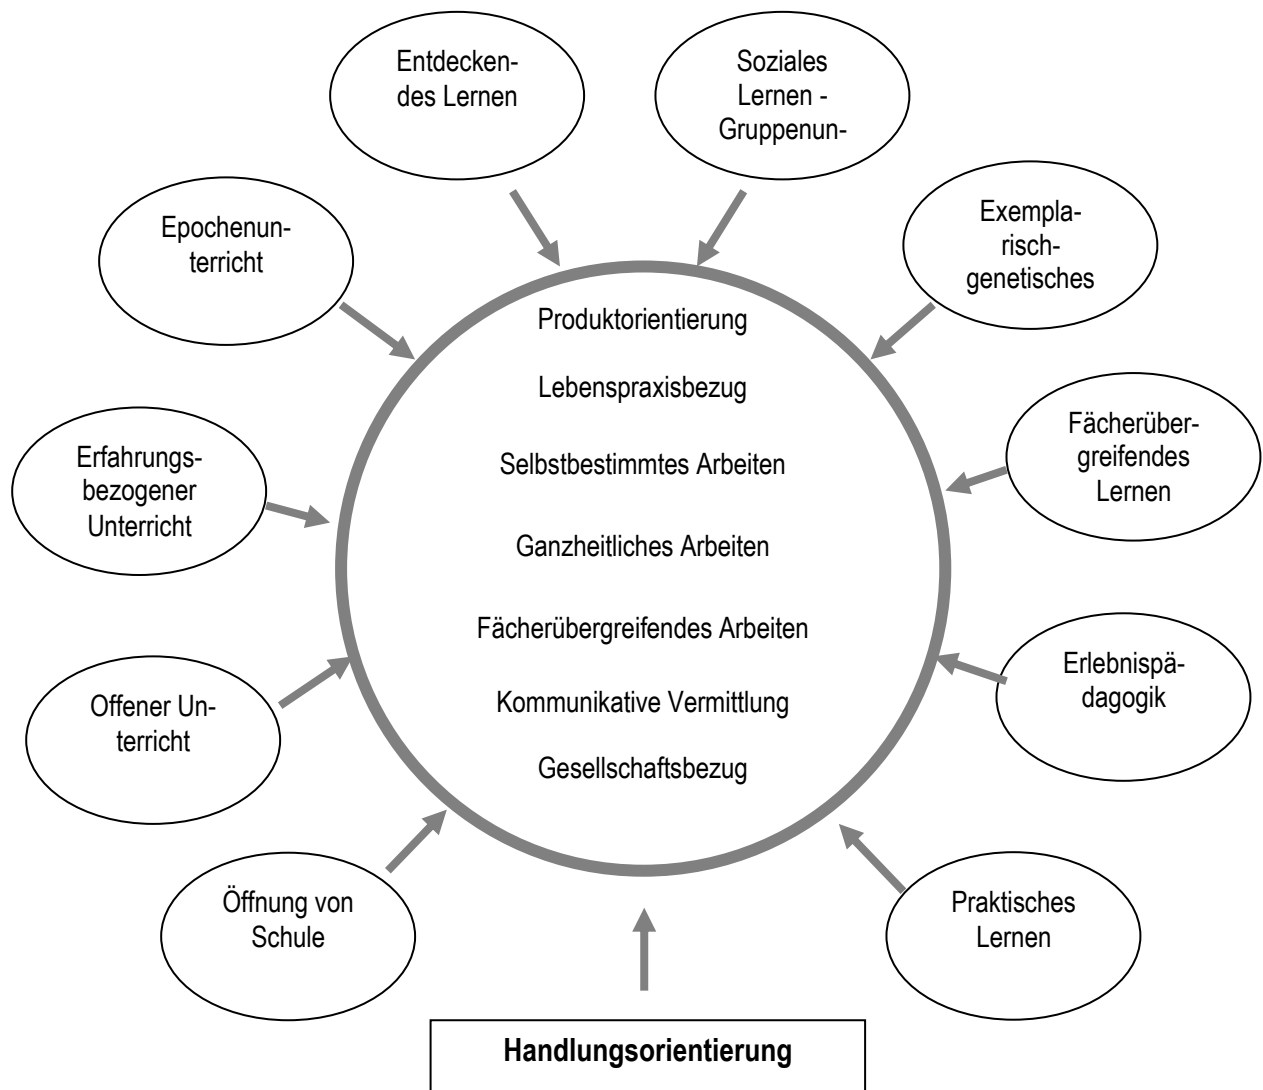 Entdecken-
des Lernen
Soziales
Lernen -
Gruppenun-
Epochenun-
terricht
Exempla-
risch-
genetisches
Produktorientierung
Lebenspraxisbezug
Selbstbestimmtes Arbeiten
Ganzheitliches Arbeiten
Fächerübergreifendes Arbeiten
Kommunikative Vermittlung
Gesellschaftsbezug
Erfahrungs-
bezogener
Unterricht
Fächerüber-
greifendes
Lernen
Offener Un-
terricht
Erlebnispä-
dagogik
Öffnung von
Schule
Praktisches
Lernen
Handlungsorientierung